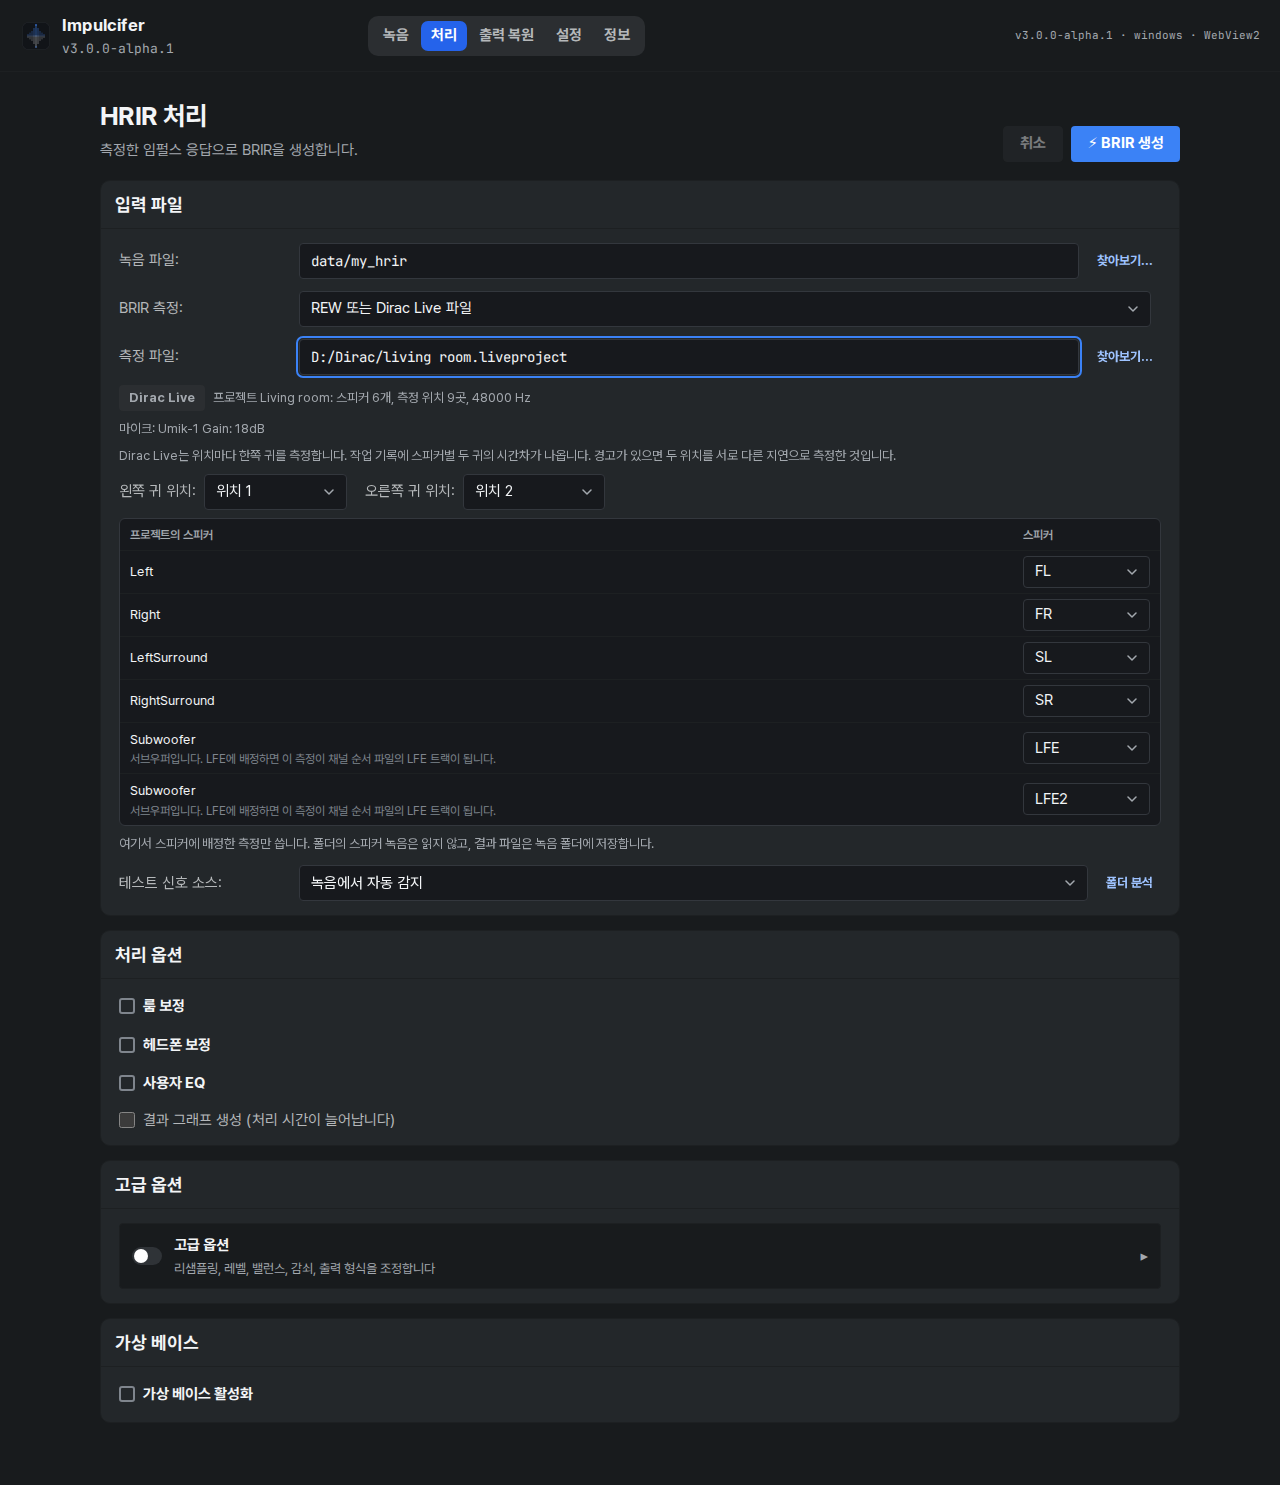 Impulcifer
v3.0.0-alpha.1
녹음 처리 출력 복원 설정 정보
v3.0.0-alpha.1 · windows · WebView2
HRIR 처리
측정한 임펄스 응답으로 BRIR을 생성합니다.
취소
⚡ BRIR 생성
입력 파일
녹음 파일: data/my_hrir 찾아보기...
BRIR 측정: REW 또는 Dirac Live 파일
측정 파일: D:/Dirac/living room.liveproject 찾아보기...
Dirac Live 프로젝트 Living room: 스피커 6개, 측정 위치 9곳, 48000 Hz
마이크: Umik-1 Gain: 18dB
Dirac Live는 위치마다 한쪽 귀를 측정합니다. 작업 기록에 스피커별 두 귀의 시간차가 나옵니다. 경고가 있으면 두 위치를 서로 다른 지연으로 측정한 것입니다.
왼쪽 귀 위치: 위치 1 오른쪽 귀 위치: 위치 2
프로젝트의 스피커 스피커
Left FL
Right FR
LeftSurround SL
RightSurround SR
Subwoofer LFE
서브우퍼입니다. LFE에 배정하면 이 측정이 채널 순서 파일의 LFE 트랙이 됩니다.
Subwoofer LFE2
서브우퍼입니다. LFE에 배정하면 이 측정이 채널 순서 파일의 LFE 트랙이 됩니다.
여기서 스피커에 배정한 측정만 씁니다. 폴더의 스피커 녹음은 읽지 않고, 결과 파일은 녹음 폴더에 저장합니다.
테스트 신호 소스: 녹음에서 자동 감지 폴더 분석
처리 옵션
룸 보정
헤드폰 보정
사용자 EQ
결과 그래프 생성 (처리 시간이 늘어납니다)
고급 옵션
고급 옵션
리샘플링, 레벨, 밸런스, 감쇠, 출력 형식을 조정합니다
가상 베이스
가상 베이스 활성화